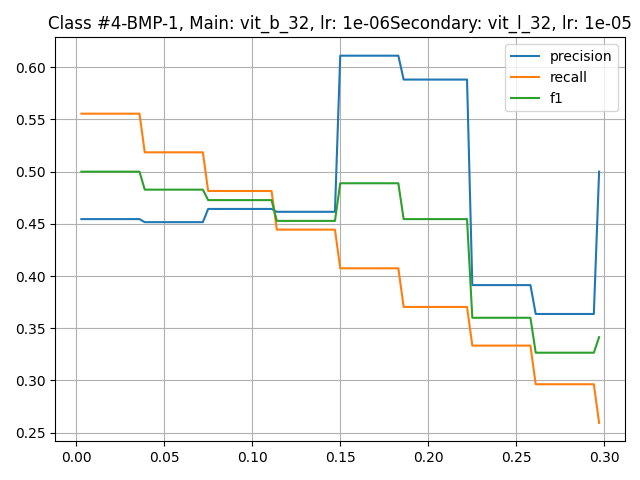 Class #4-BMP-1, Main: vit_b_32, lr: 1e-06Secondary: vit_l_32, lr: 1e-05
precision
recall
f1
0.60
0.55
0.50
0.45
0.40
0.35
0.30
0.25
0.00 0.05 0.10 0.15 0.20 0.25 0.30